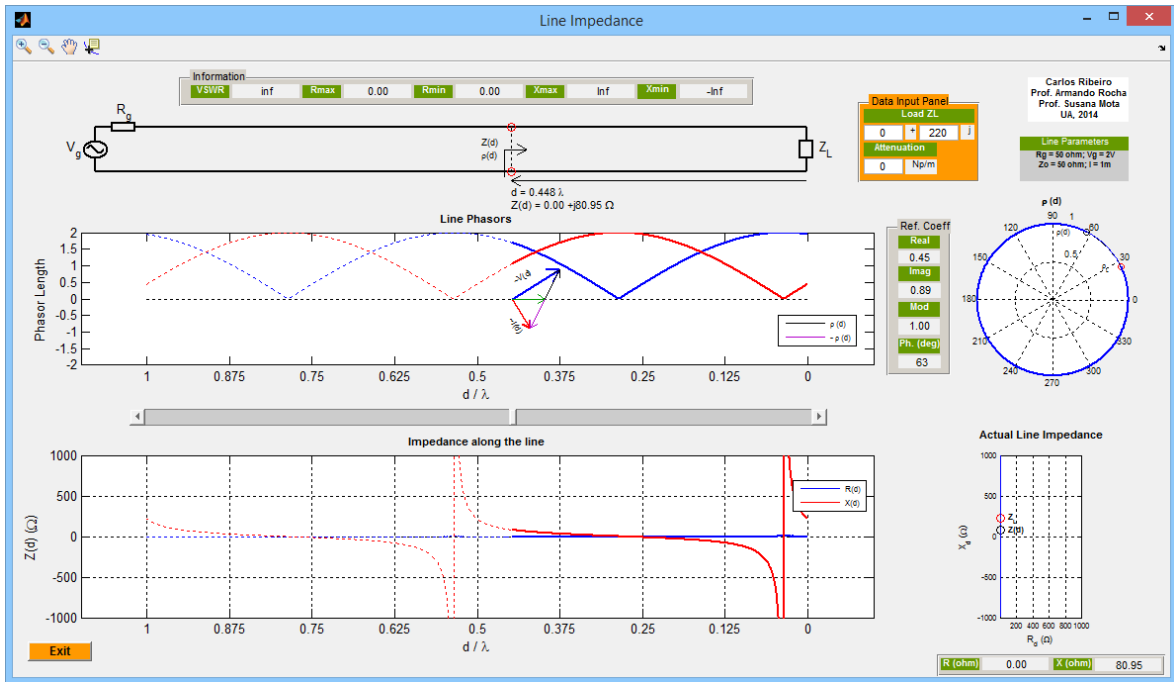 Line Impedance
Information
VSWR inf Rmax 0.00 Rmin 0.00 Xmax Inf Xmin -Inf
Carlos Ribeiro
Prof. Armando Rocha
Prof. Susana Mota
UA, 2014
Data Input Panel
Load ZL
0 + 220 j
Attenuation
0 Np/m
Line Parameters
Rg = 50 ohm; Vg = 2V
Zo = 50 ohm; l = 1m
Rg
Vg
Z(d)
ρ(d)
ZL
d = 0.448 λ
Z(d) = 0.00 +j80.95 Ω
Line Phasors
Phasor Length
2
1.5
1
0.5
0
-0.5
-1
-1.5
-2
ρ (d)
- ρ (d)
1 0.875 0.75 0.625 0.5 0.375 0.25 0.125 0
d / λ
Ref. Coeff
Real
0.45
Imag
0.89
Mod
1.00
Ph. (deg)
63
ρ (d)
90 1
120 60
ρ(d)
0.5
150 30
180 0
210 330
240 300
270
Impedance along the line
Z(d) (Ω)
1000
500
0
-500
-1000
R(d)
X(d)
1 0.875 0.75 0.625 0.5 0.375 0.25 0.125 0
d / λ
Actual Line Impedance
1000
500
0
-500
-1000
ZL
Z(d)
200 400 600 800 1000
Exit
R (ohm) 0.00 X (ohm) 80.95